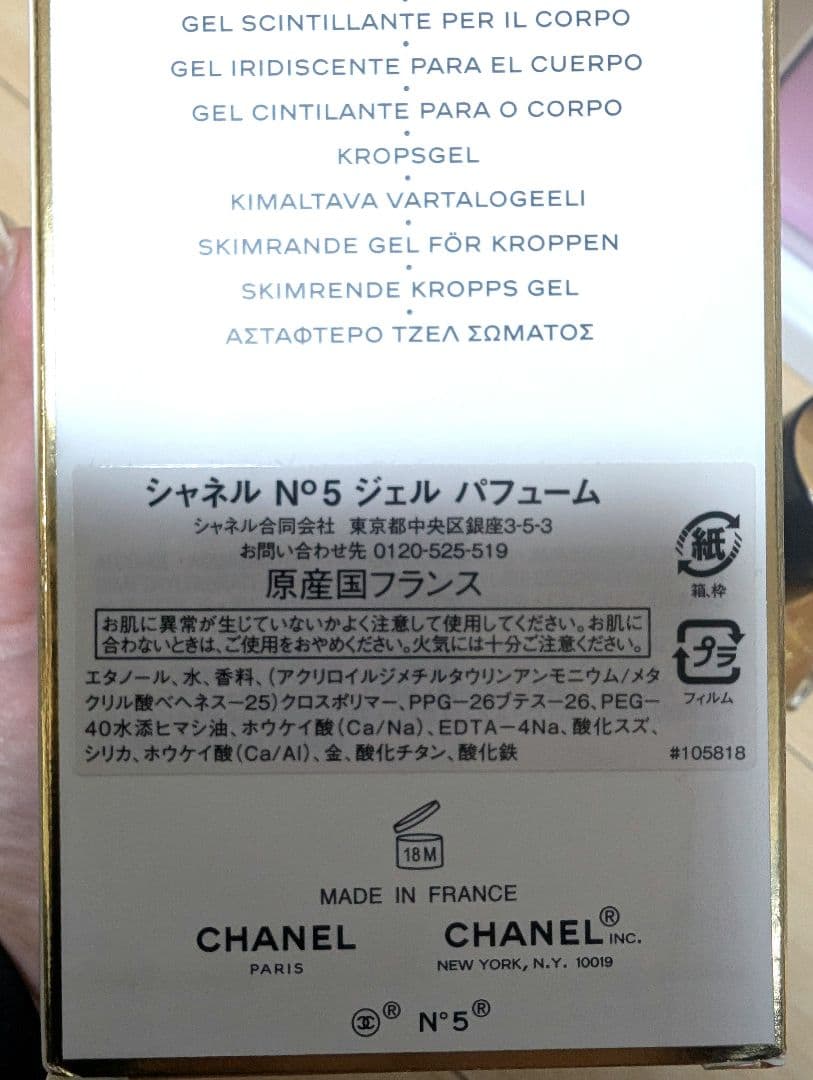 GEL SCINTILLANTE PER IL CORPO
•
GEL IRIDISCENTE PARA EL CUERPO
•
GEL CINTILANTE PARA O CORPO
•
KROPSGEL
•
KIMALTAVA VARTALOGEELI
•
SKIMRANDE GEL FÖR KROPPEN
•
SKIMRENDE KROPPS GEL
•
ΑΣΤΑΦΤΕΡΟ ΤΖΕΛ ΣΩΜΑΤΟΣ
シャネル Nº5 ジェル パフューム
シャネル合同会社 東京都中央区銀座3-5-3
お問い合わせ先 0120-525-519
原産国フランス
お肌に異常が生じていないかよく注意して使用してください。お肌に
合わないときは、ご使用をおやめください。火気には十分ご注意ください。
エタノール、水、香料、(アクリロイルジメチルタウリンアンモニウム/メタ
クリル酸ベヘネス－25)クロスポリマー、PPG－26ブテス－26、PEG－
40水添ヒマシ油、ホウケイ酸(Ca/Na)、EDTA－4Na、酸化スズ、
シリカ、ホウケイ酸(Ca/Al)、金、酸化チタン、酸化鉄
紙
箱、枠
プラ
フィルム
#105818
18M
MADE IN FRANCE
CHANEL
PARIS
CHANEL® INC.
NEW YORK, N.Y. 10019
® N°5®